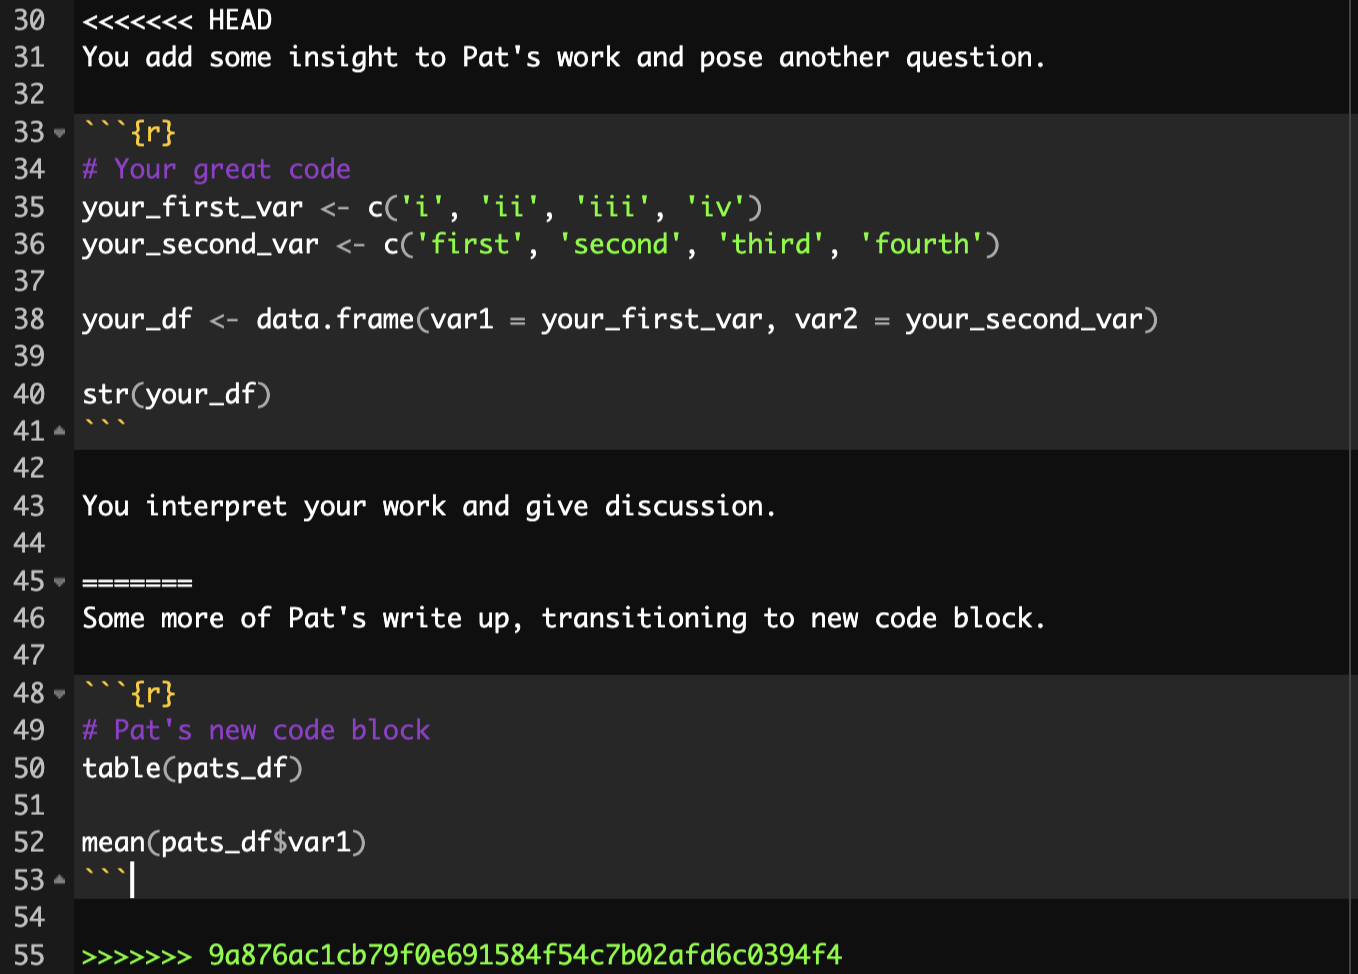 30 <<<<<<< HEAD
31 You add some insight to Pat's work and pose another question.
32
33 ```{r}
34 # Your great code
35 your_first_var <- c('i', 'ii', 'iii', 'iv')
36 your_second_var <- c('first', 'second', 'third', 'fourth')
37
38 your_df <- data.frame(var1 = your_first_var, var2 = your_second_var)
39
40 str(your_df)
41 ```
42
43 You interpret your work and give discussion.
44
45 =======
46 Some more of Pat's write up, transitioning to new code block.
47
48 ```{r}
49 # Pat's new code block
50 table(pats_df)
51
52 mean(pats_df$var1)
53 ```
54
55 >>>>>>> 9a876ac1cb79f0e691584f54c7b02afd6c0394f4